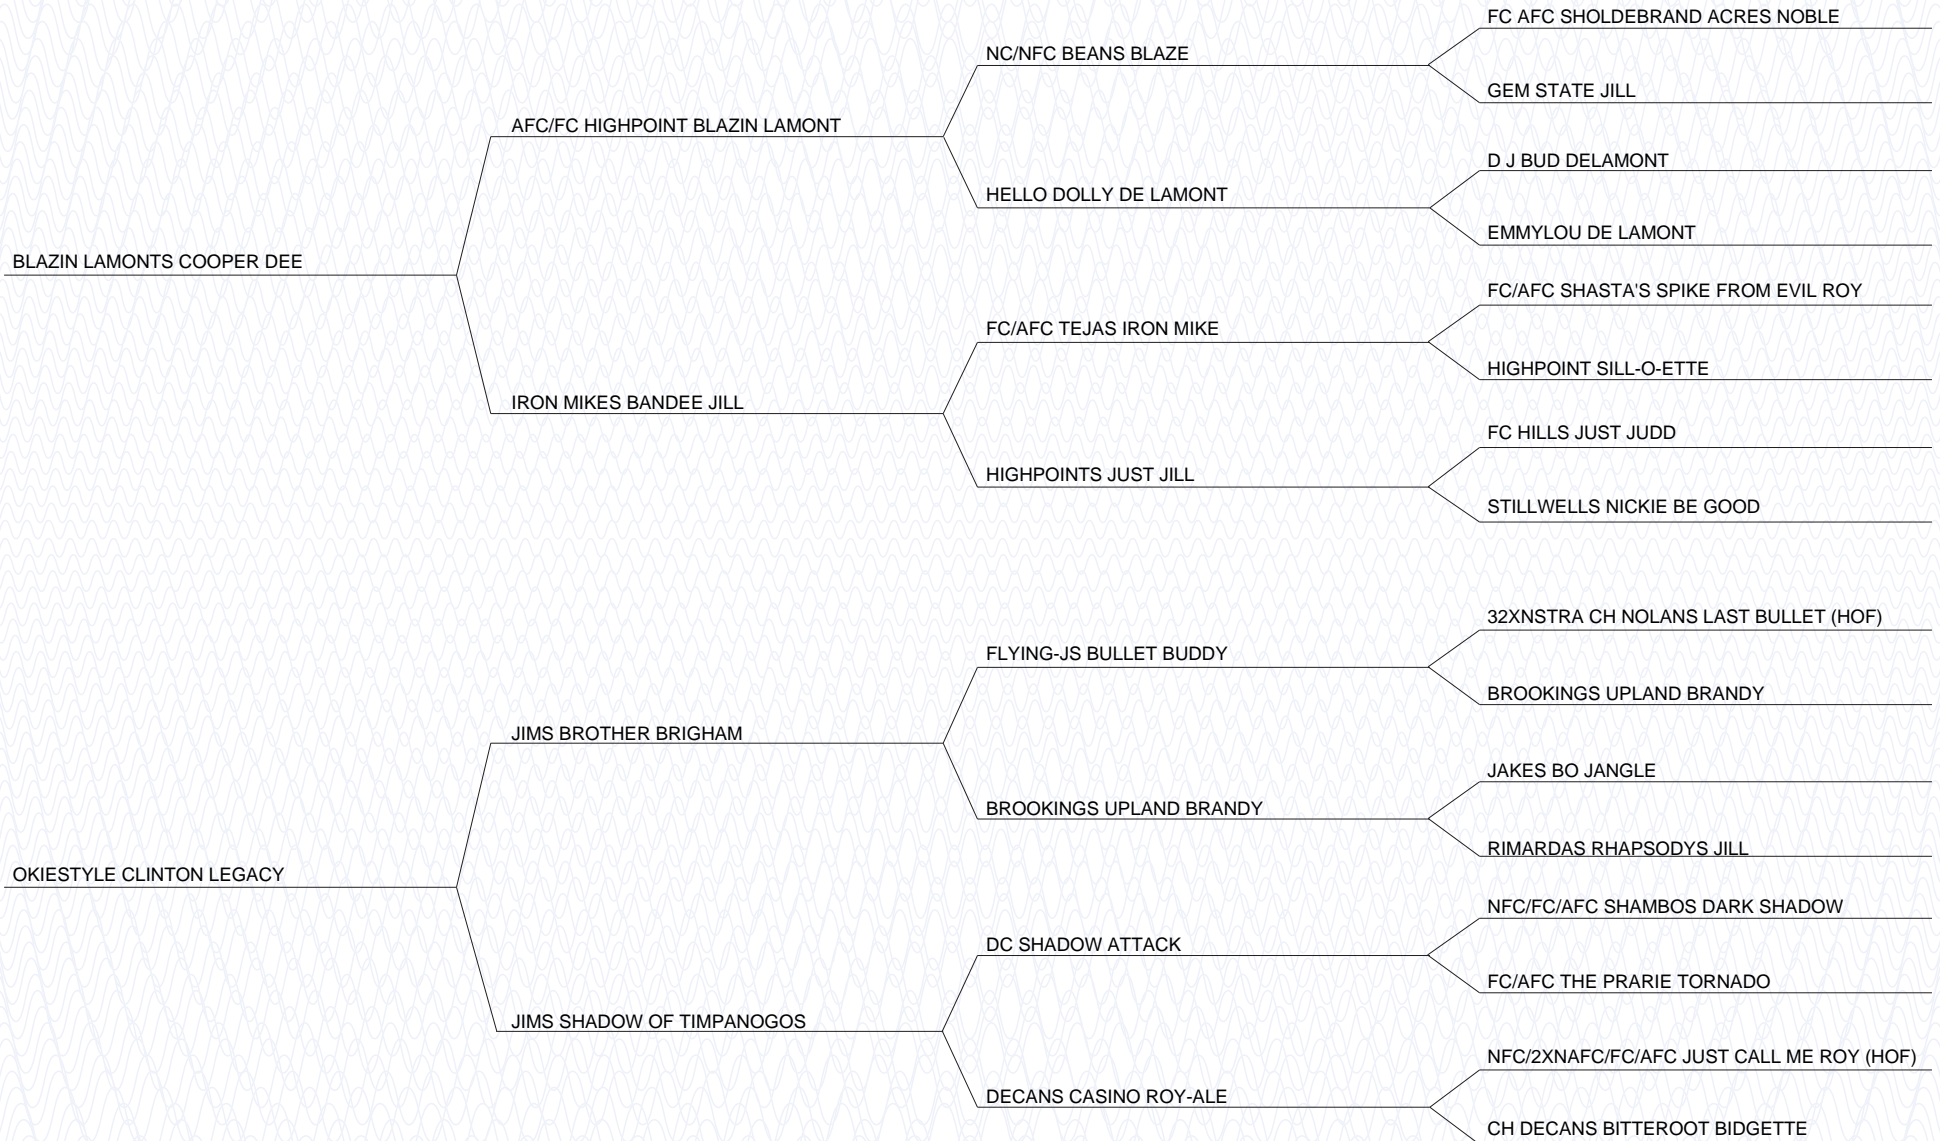 FC AFC SHOLDEBRAND ACRES NOBLE
NC/NFC BEANS BLAZE
GEM STATE JILL
AFC/FC HIGHPOINT BLAZIN LAMONT
D J BUD DELAMONT
HELLO DOLLY DE LAMONT
EMMYLOU DE LAMONT
BLAZIN LAMONTS COOPER DEE
FC/AFC SHASTA'S SPIKE FROM EVIL ROY
FC/AFC TEJAS IRON MIKE
HIGHPOINT SILL-O-ETTE
IRON MIKES BANDEE JILL
FC HILLS JUST JUDD
HIGHPOINTS JUST JILL
STILLWELLS NICKIE BE GOOD
32XNSTRA CH NOLANS LAST BULLET (HOF)
FLYING-JS BULLET BUDDY
BROOKINGS UPLAND BRANDY
JIMS BROTHER BRIGHAM
JAKES BO JANGLE
BROOKINGS UPLAND BRANDY
RIMARDAS RHAPSODYS JILL
OKIESTYLE CLINTON LEGACY
NFC/FC/AFC SHAMBOS DARK SHADOW
DC SHADOW ATTACK
FC/AFC THE PRARIE TORNADO
JIMS SHADOW OF TIMPANOGOS
NFC/2XNAFC/FC/AFC JUST CALL ME ROY (HOF)
DECANS CASINO ROY-ALE
CH DECANS BITTEROOT BIDGETTE